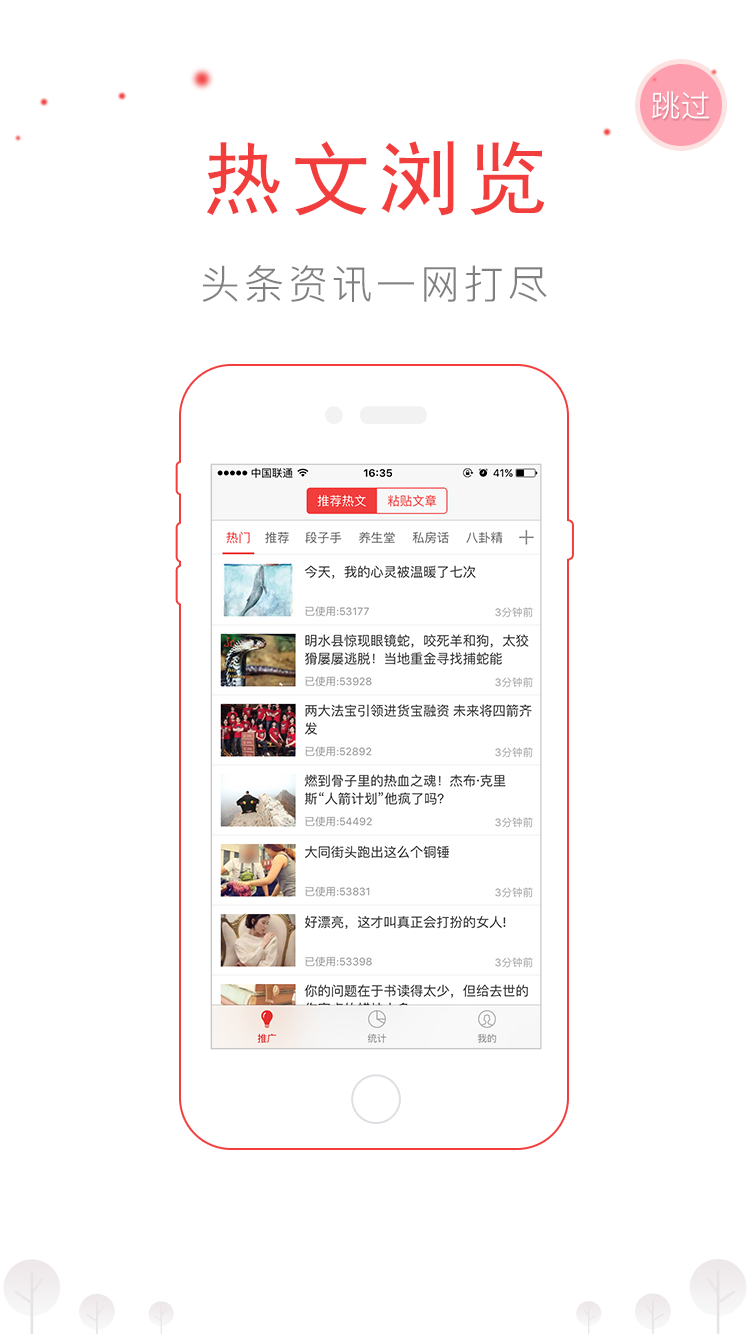 跳过
热文浏览
头条资讯一网打尽
中国联通 16:35 41%
推荐热文 粘贴文章
热门 推荐 段子手 养生堂 私房话 八卦精
今天，我的心灵被温暖了七次
已使用:53177 3分钟前
明水县惊现眼镜蛇，咬死羊和狗，太狡
猾屡屡逃脱！当地重金寻找捕蛇能
已使用:53928 3分钟前
两大法宝引领进货宝融资 未来将四箭齐
发
已使用:52892 3分钟前
燃到骨子里的热血之魂！杰布·克里
斯“人箭计划”他疯了吗?
已使用:54492 3分钟前
大同街头跑出这么个铜锤
已使用:53831 3分钟前
好漂亮，这才叫真正会打扮的女人!
已使用:53398 3分钟前
你的问题在于书读得太少，但给去世的
推广 统计 我的